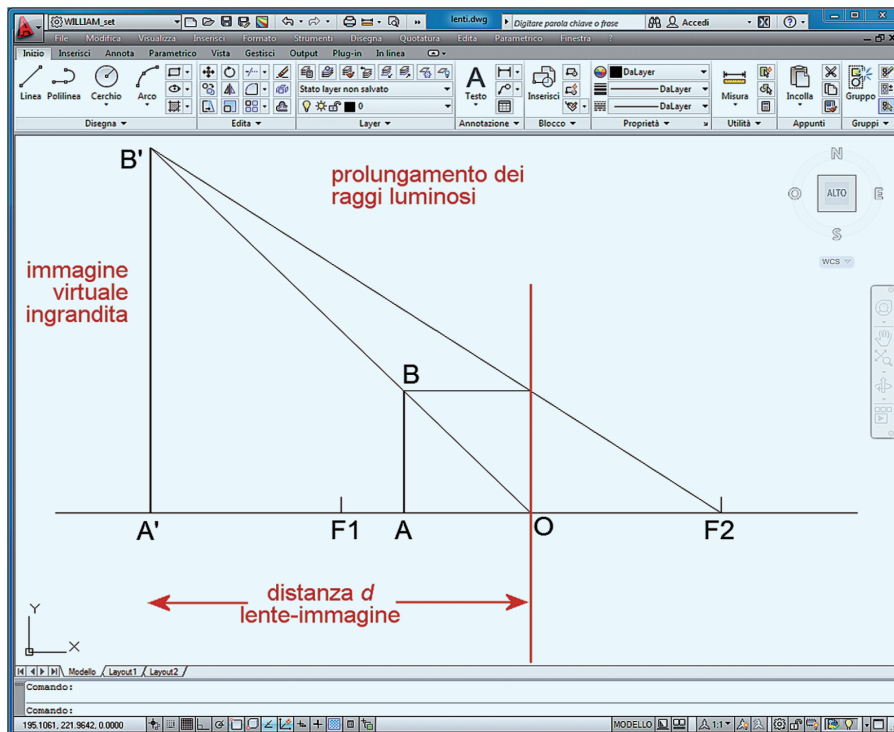 WILLIAM_set
lenti.dwg
Digitare parola chiave o frase
Accedi
File Modifica Visualizza Inserisci Formato Strumenti Disegna Quotatura Edita Parametrico Finestra ?
Inizio Inserisci Annota Parametrico Vista Gestisci Output Plug-in In linea
Linea Polilinea Cerchio Arco
Stato layer non salvato
0
Testo
Inserisci
DaLayer
DaLayer
DaLayer
Misura
Incolla
Gruppo
Disegna Edita Layer Annotazione Blocco Proprietà Utilità Appunti Gruppi
B'
prolungamento dei
raggi luminosi
N
O ALTO E
S
WCS
immagine
virtuale
ingrandita
B
A' F1 A O F2
distanza d
lente-immagine
Y
X
Modello Layout1 Layout2
Comando:
Comando:
195.1061, 221.9642, 0.0000
MODELLO
1:1